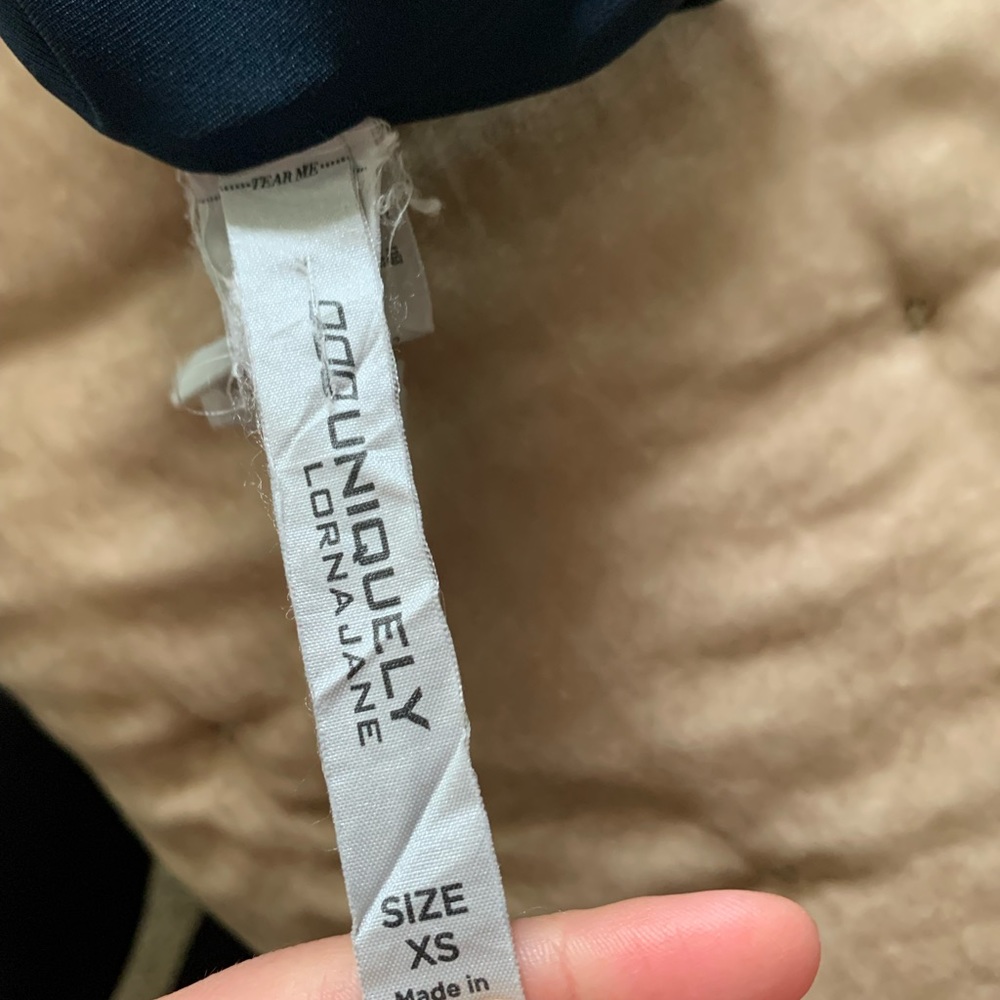 TEAR ME
UNIQUELY
LORNA JANE
SIZE
XS
Made in